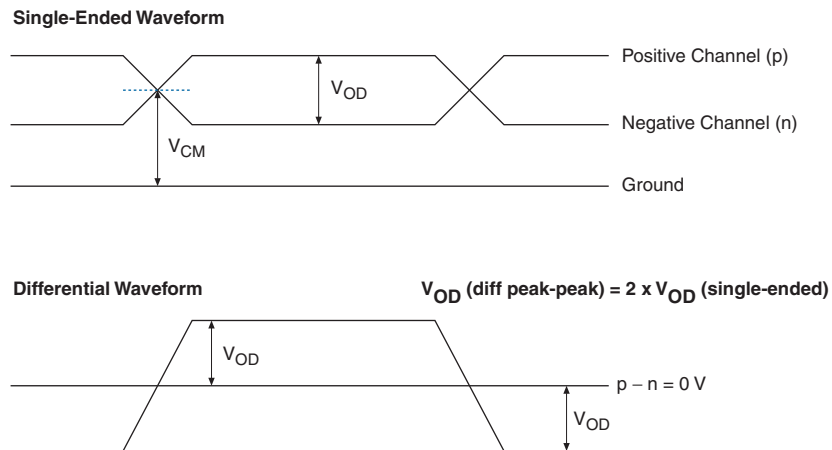 Single-Ended Waveform
Positive Channel (p)
VOD
Negative Channel (n)
VCM
Ground
Differential Waveform
VOD (diff peak-peak) = 2 x VOD (single-ended)
VOD
p − n = 0 V
VOD